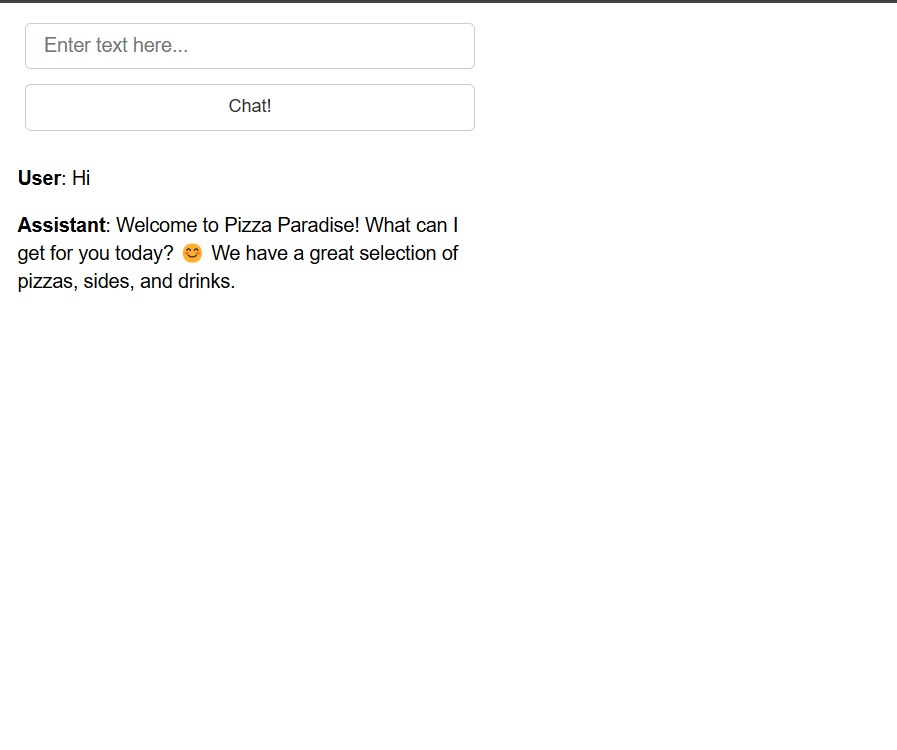 Enter text here...
Chat!
User: Hi
Assistant: Welcome to Pizza Paradise! What can I
get for you today? 😊 We have a great selection of
pizzas, sides, and drinks.